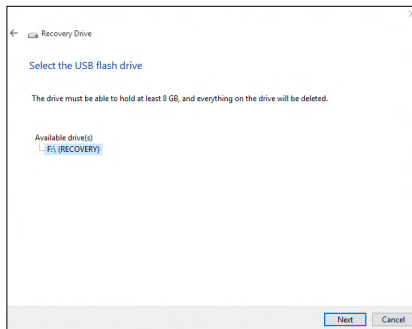 Recovery Drive
Select the USB flash drive
The drive must be able to hold at least 8 GB, and everything on the drive will be deleted.
Available drive(s)
F:\ (RECOVERY)
Next Cancel